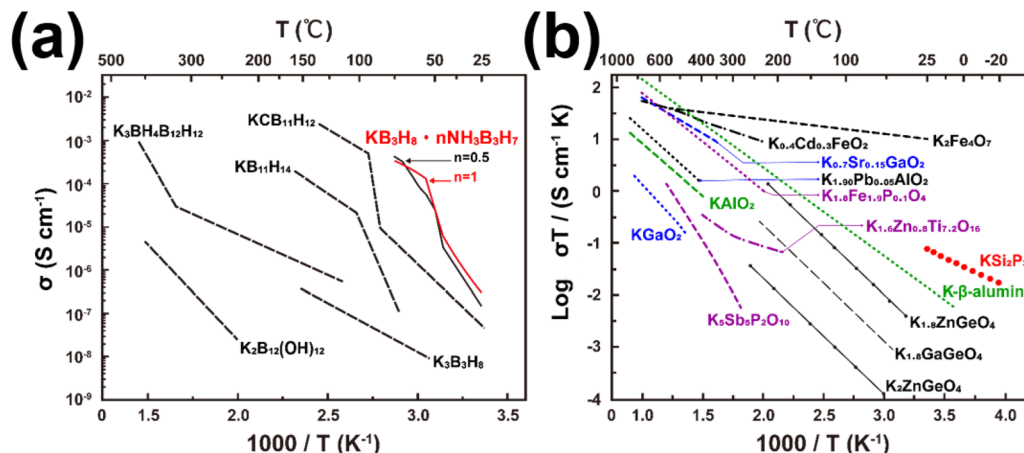 (a)
T (℃)
500 300 200 150 100 50 25
10⁻² 10⁻³ 10⁻⁴ 10⁻⁵ 10⁻⁶ 10⁻⁷ 10⁻⁸ 10⁻⁹
σ (S cm⁻¹)
K₃BH₄B₁₂H₁₂
KCB₁₁H₁₂
KB₃H₈ · nNH₃B₃H₇
n=0.5
n=1
KB₁₁H₁₄
K₂B₁₂(OH)₁₂
K₃B₃H₈
0 1.5 2.0 2.5 3.0 3.5
1000 / T (K⁻¹)
(b)
T (℃)
1000 600 400 300 200 100 25 0 -20
2 1 0 -1 -2 -3 -4
Log σT / (S cm⁻¹ K)
K₂Fe₄O₇
K₀.₄Cd₀.₃FeO₂
K₀.₇Sr₀.₁₅GaO₂
K₁.₉₀Pb₀.₀₅AlO₂
K₁.₈Fe₁.₉P₀.₁O₄
KAlO₂
K₁.₆Zn₀.₈Ti₇.₂O₁₆
KGaO₂
KSi₂P₃
K-β-alumin
K₅Sb₅P₂O₁₀
K₁.₈ZnGeO₄
K₁.₈GaGeO₄
K₂ZnGeO₄
0 1.0 1.5 2.0 2.5 3.0 3.5 4.0
1000 / T (K⁻¹)